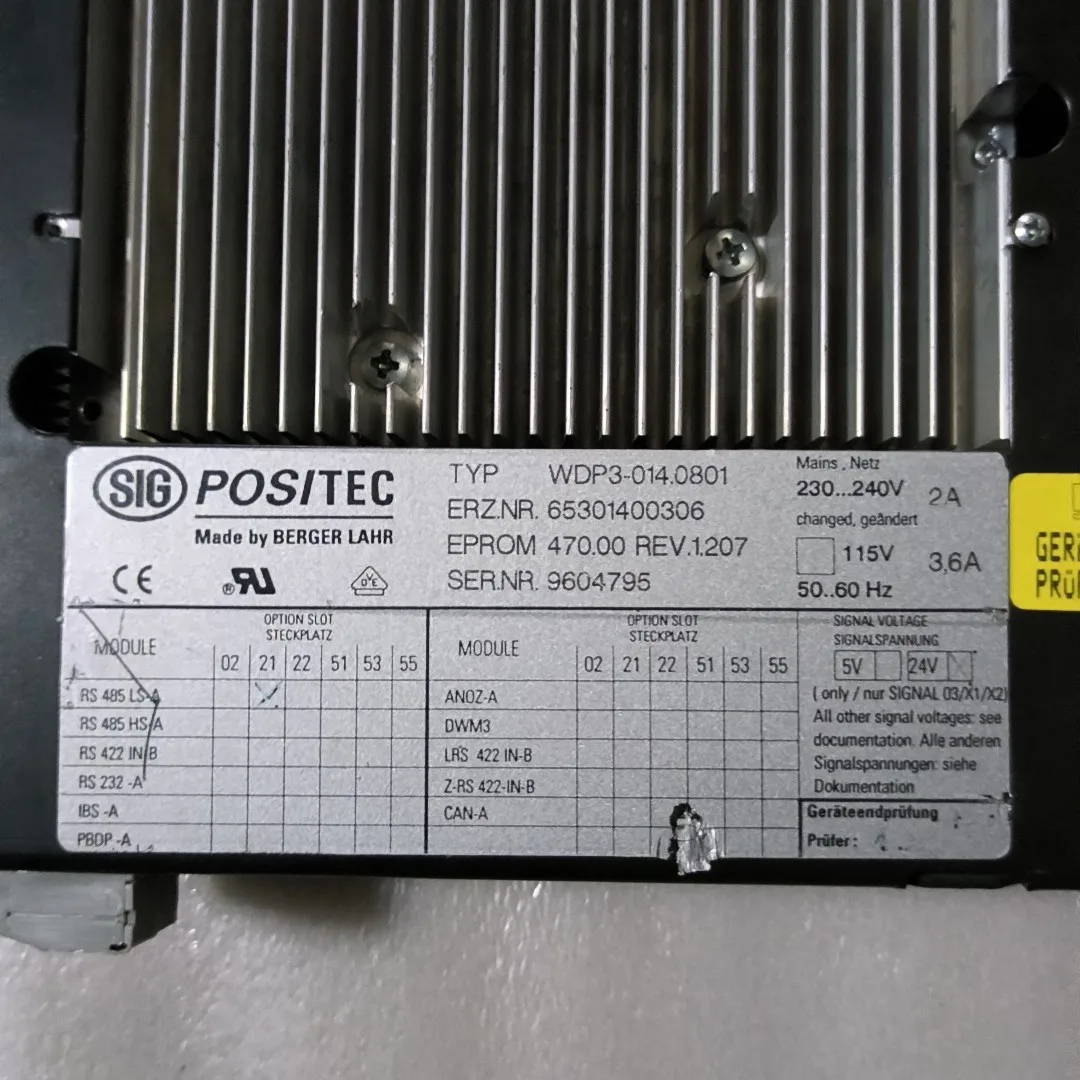 SIG POSITEC
Made by BERGER LAHR
CE
® RU
DVE
TYP WDP3-014.0801
ERZ.NR. 65301400306
EPROM 470.00 REV.1.207
SER.NR. 9604795
Mains , Netz
230...240V 2A
changed, geändert
115V 3,6A
50..60 Hz
MODULE
OPTION SLOT
STECKPLATZ
02 21 22 51 53 55
RS 485 LS-A
RS 485 HS-A
RS 422 IN-B
RS 232 -A
IBS -A
PBDP -A
MODULE
OPTION SLOT
STECKPLATZ
02 21 22 51 53 55
ANOZ-A
DWM3
LRS 422 IN-B
Z-RS 422-IN-B
CAN-A
SIGNAL VOLTAGE
SIGNALSPANNUNG
5V 24V
( only / nur SIGNAL 03/X1/X2)
All other signal voltages: see
documentation. Alle anderen
Signalspannungen: siehe
Dokumentation
Geräteendprüfung
Prüfer :